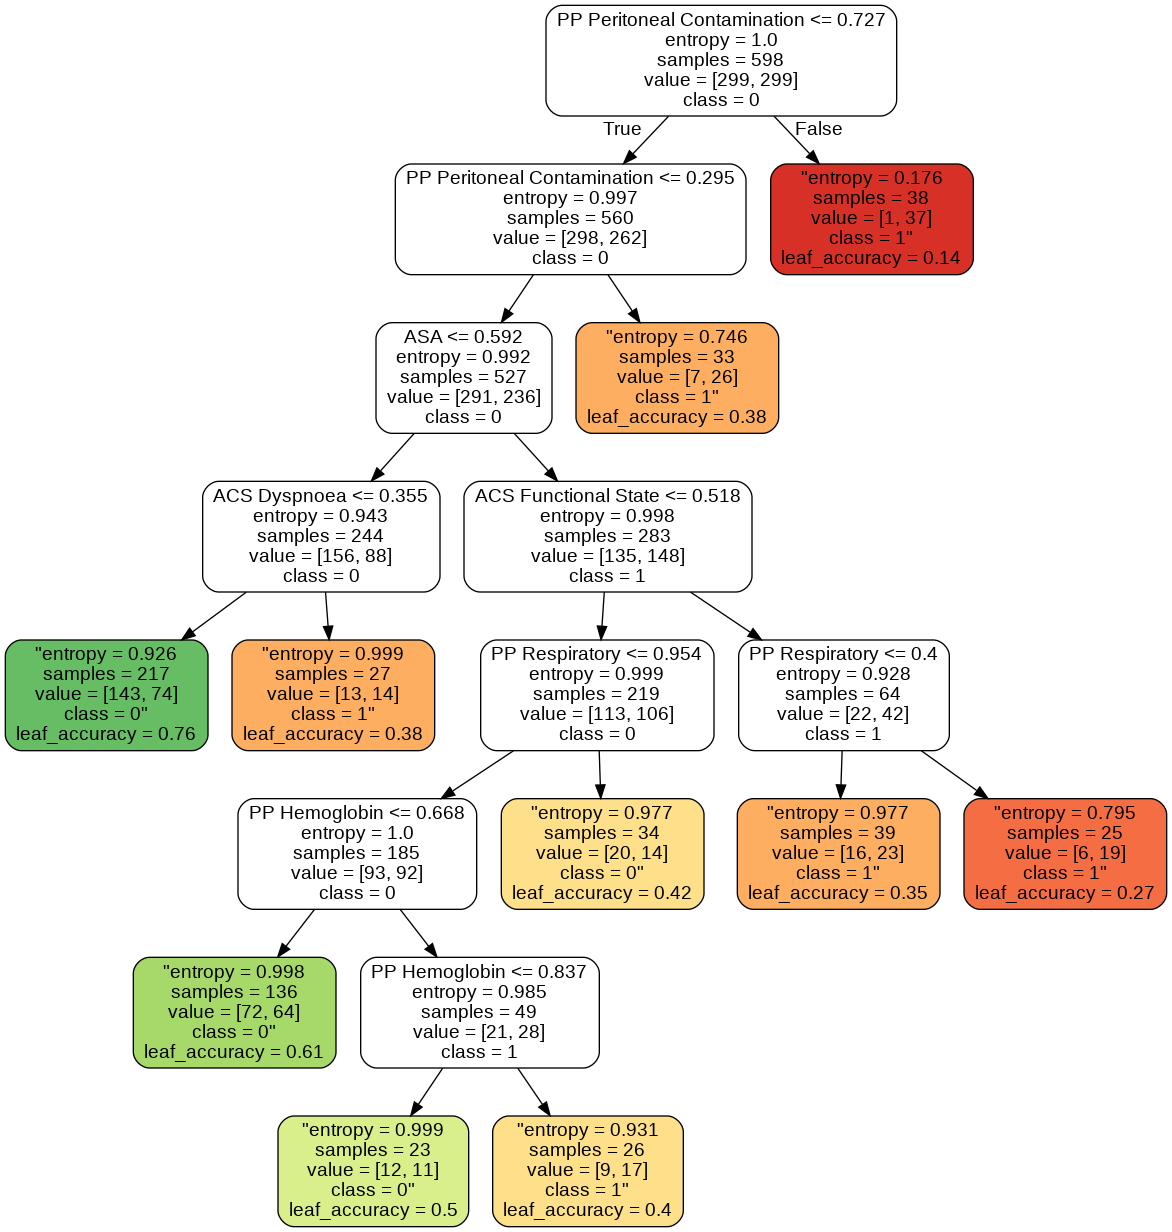 PP Peritoneal Contamination <= 0.727
entropy = 1.0
samples = 598
value = [299, 299]
class = 0
True
False
PP Peritoneal Contamination <= 0.295
entropy = 0.997
samples = 560
value = [298, 262]
class = 0
"entropy = 0.176
samples = 38
value = [1, 37]
class = 1"
leaf_accuracy = 0.14
ASA <= 0.592
entropy = 0.992
samples = 527
value = [291, 236]
class = 0
"entropy = 0.746
samples = 33
value = [7, 26]
class = 1"
leaf_accuracy = 0.38
ACS Dyspnoea <= 0.355
entropy = 0.943
samples = 244
value = [156, 88]
class = 0
ACS Functional State <= 0.518
entropy = 0.998
samples = 283
value = [135, 148]
class = 1
"entropy = 0.926
samples = 217
value = [143, 74]
class = 0"
leaf_accuracy = 0.76
"entropy = 0.999
samples = 27
value = [13, 14]
class = 1"
leaf_accuracy = 0.38
PP Respiratory <= 0.954
entropy = 0.999
samples = 219
value = [113, 106]
class = 0
PP Respiratory <= 0.4
entropy = 0.928
samples = 64
value = [22, 42]
class = 1
PP Hemoglobin <= 0.668
entropy = 1.0
samples = 185
value = [93, 92]
class = 0
"entropy = 0.977
samples = 34
value = [20, 14]
class = 0"
leaf_accuracy = 0.42
"entropy = 0.977
samples = 39
value = [16, 23]
class = 1"
leaf_accuracy = 0.35
"entropy = 0.795
samples = 25
value = [6, 19]
class = 1"
leaf_accuracy = 0.27
"entropy = 0.998
samples = 136
value = [72, 64]
class = 0"
leaf_accuracy = 0.61
PP Hemoglobin <= 0.837
entropy = 0.985
samples = 49
value = [21, 28]
class = 1
"entropy = 0.999
samples = 23
value = [12, 11]
class = 0"
leaf_accuracy = 0.5
"entropy = 0.931
samples = 26
value = [9, 17]
class = 1"
leaf_accuracy = 0.4